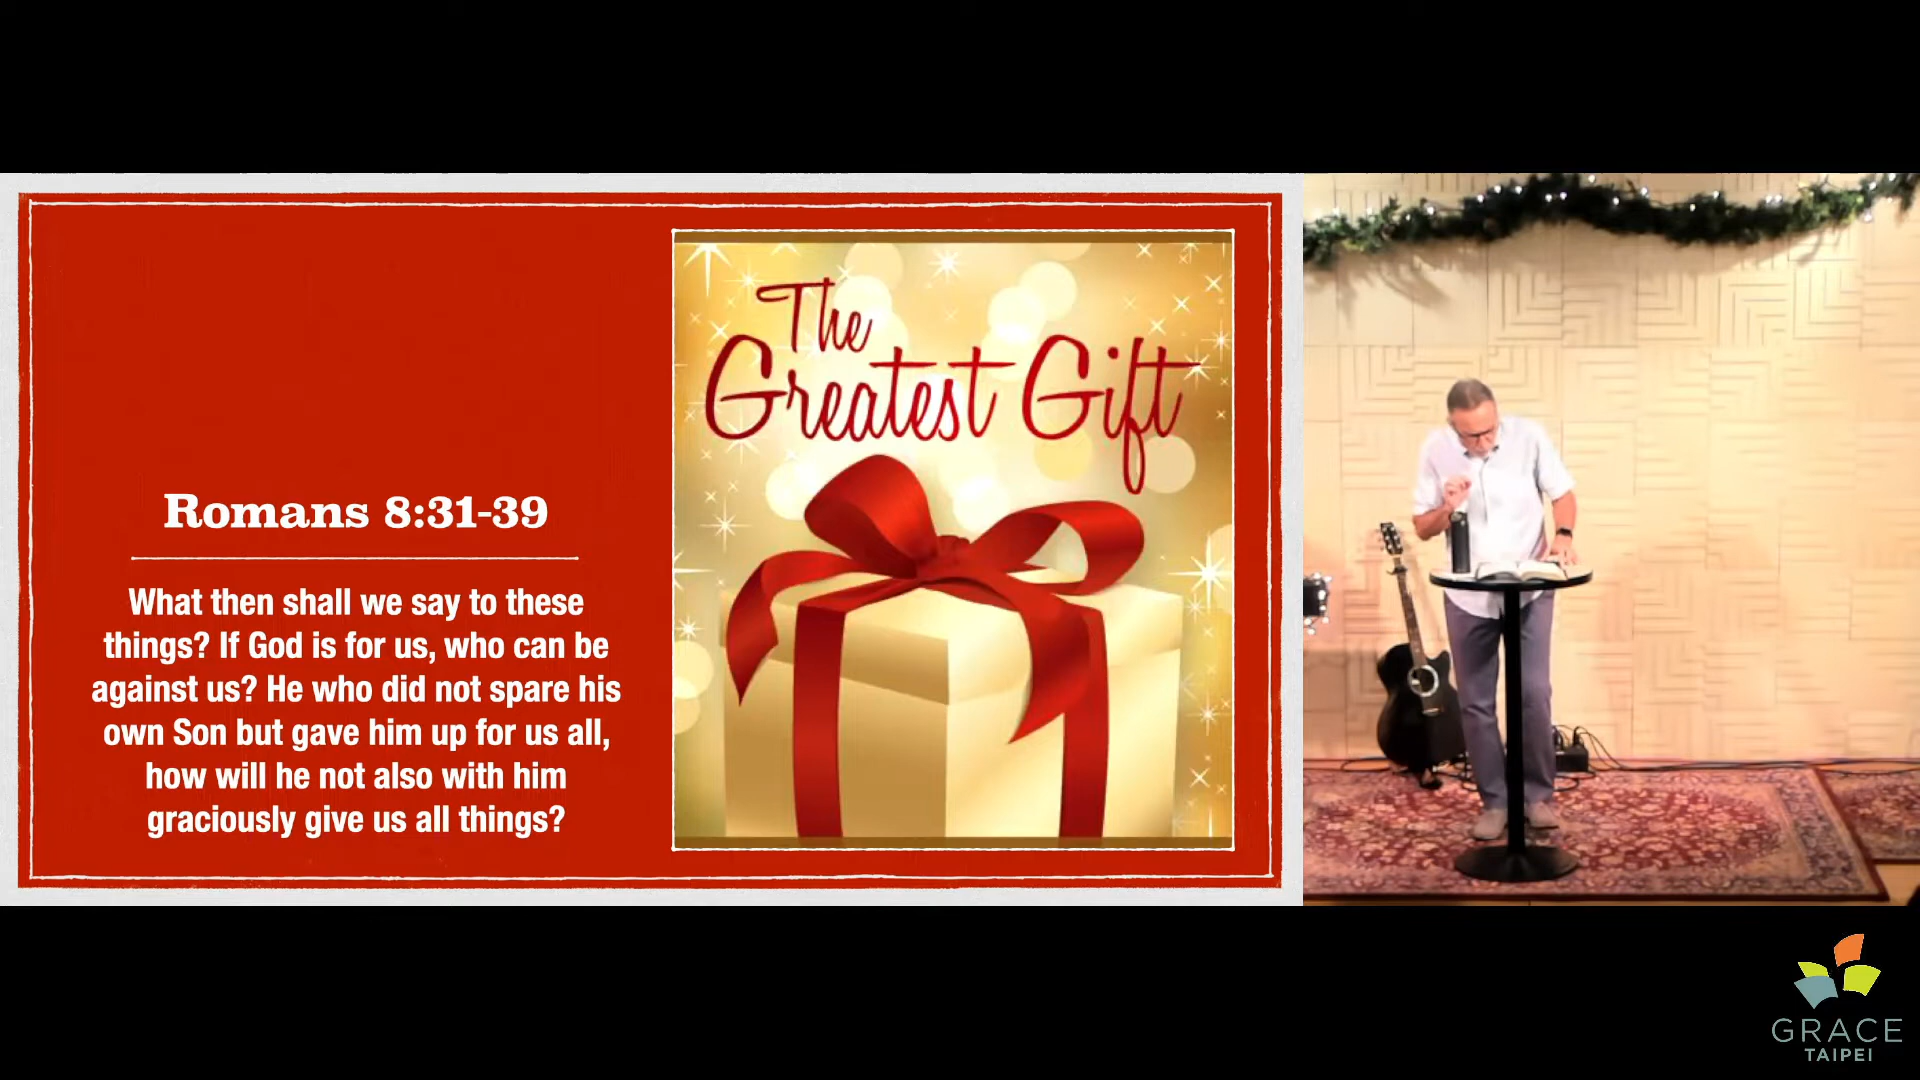 Romans 8:31-39
What then shall we say to these
things? If God is for us, who can be
against us? He who did not spare his
own Son but gave him up for us all,
how will he not also with him
graciously give us all things?
The
Greatest Gift
GRACE
TAIPEI